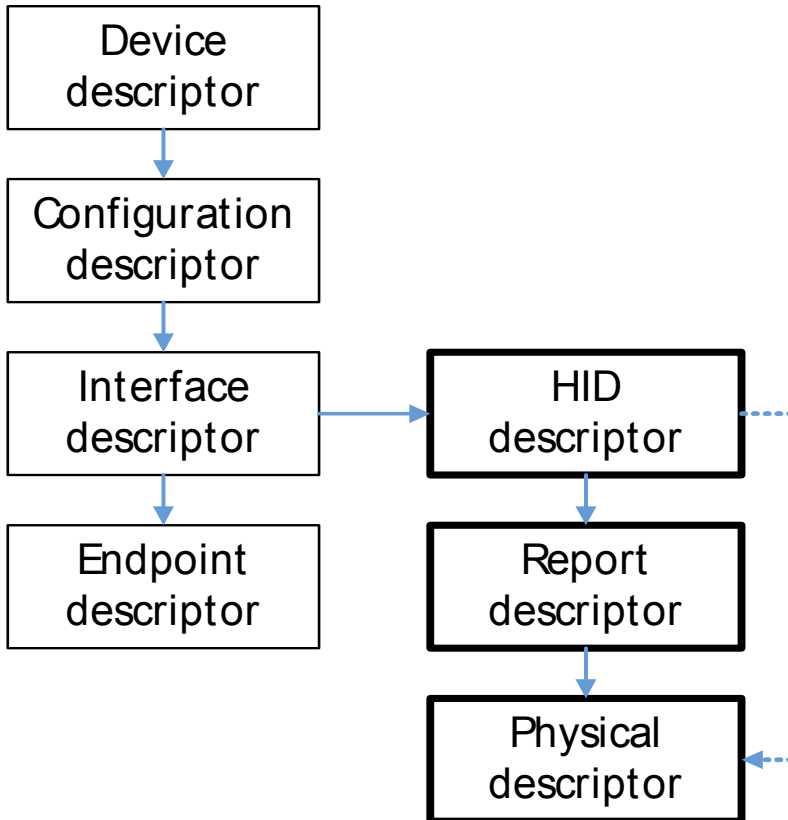 Device
descriptor
Configuration
descriptor
Interface
descriptor
HID
descriptor
Endpoint
descriptor
Report
descriptor
Physical
descriptor